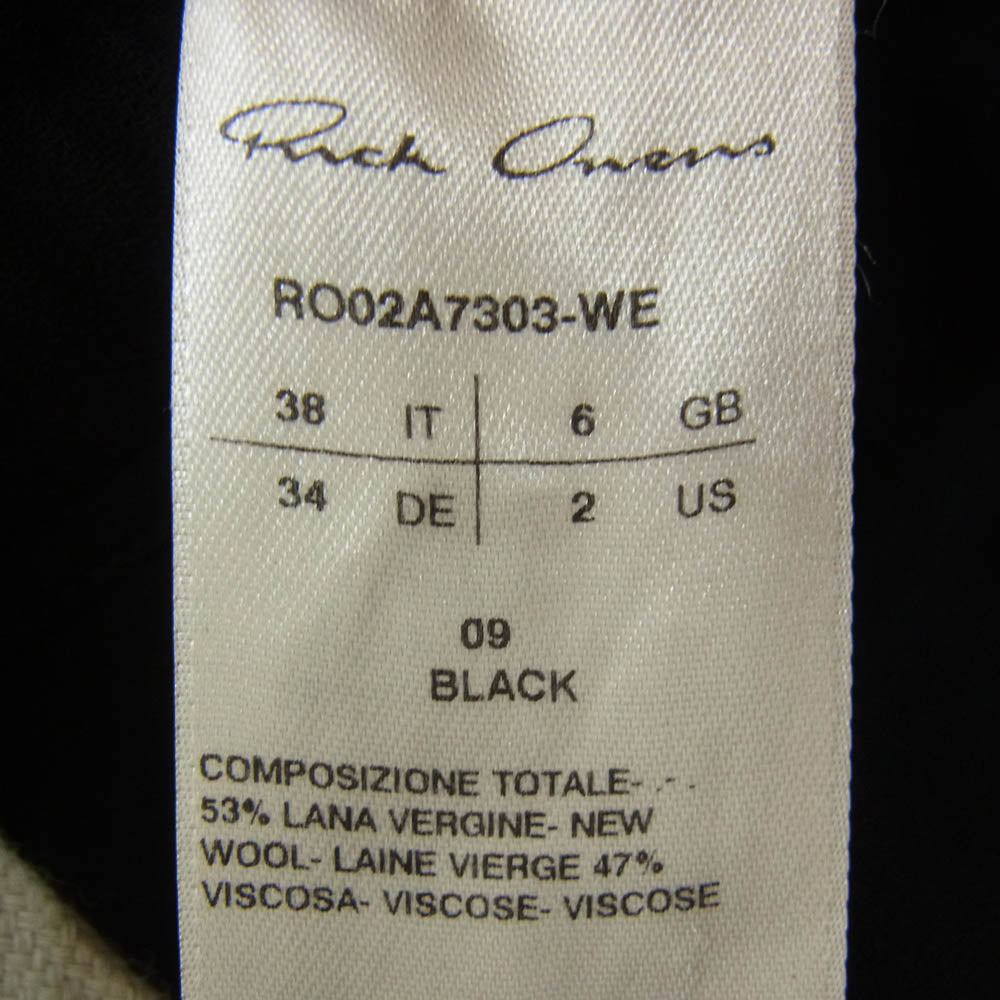 Rick Owens
RO02A7303-WE
38 IT 6 GB
34 DE 2 US
09
BLACK
COMPOSIZIONE TOTALE- .- -
53% LANA VERGINE- NEW
WOOL- LAINE VIERGE 47%
VISCOSA- VISCOSE- VISCOSE